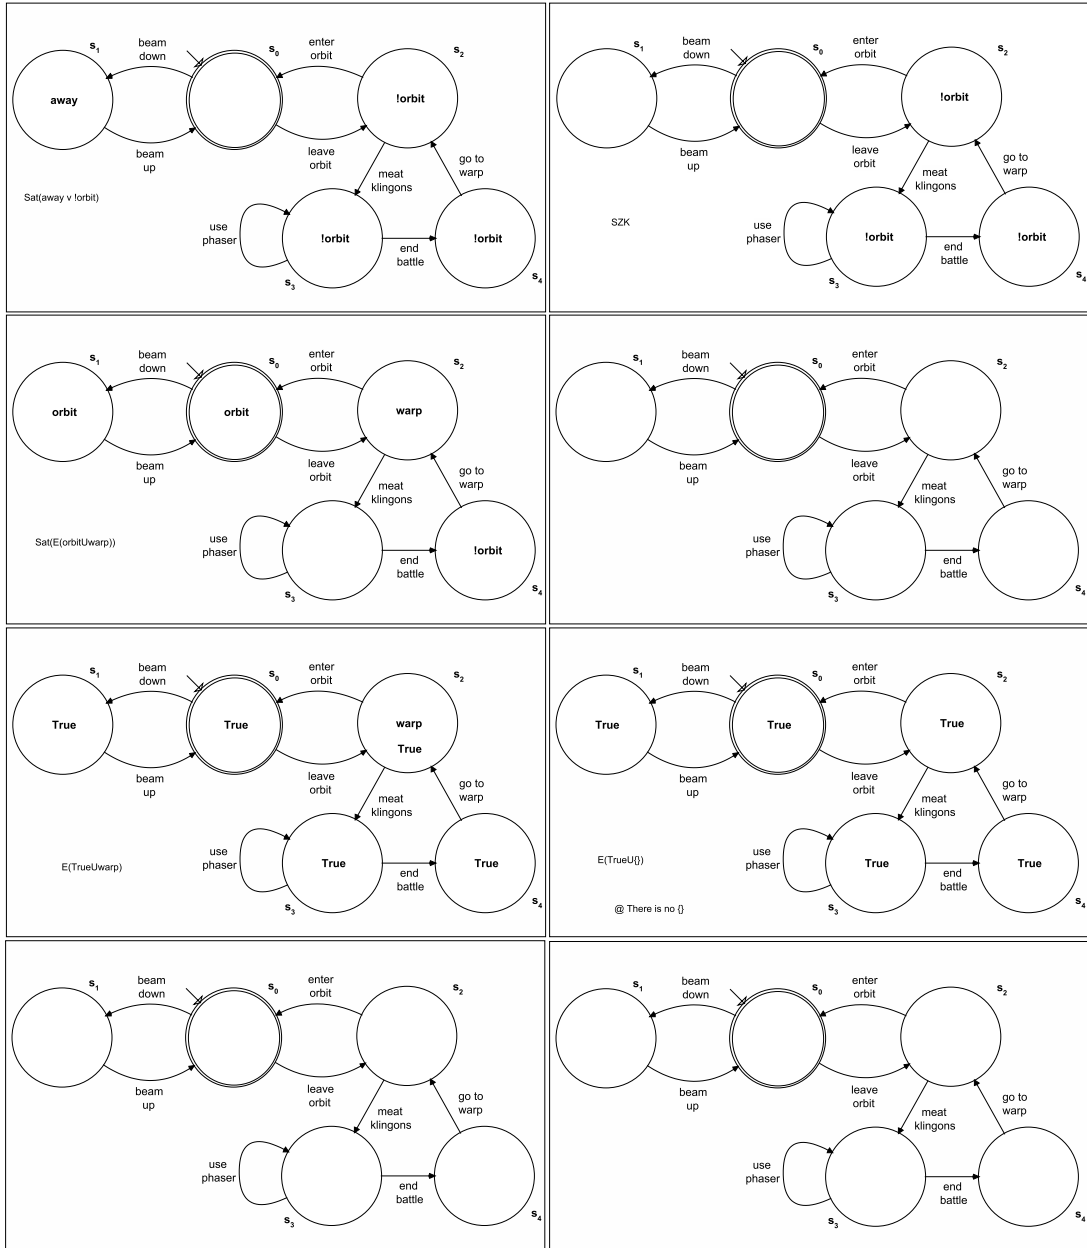 s1
beam
down
s0
enter
orbit
s2
away
!orbit
beam
up
leave
orbit
meat
klingons
go to
warp
Sat(away v !orbit)
use
phaser
!orbit
end
battle
!orbit
s3
s4
s1
beam
down
s0
enter
orbit
s2
!orbit
beam
up
leave
orbit
meat
klingons
go to
warp
SZK
use
phaser
!orbit
end
battle
!orbit
s3
s4
s1
beam
down
s0
enter
orbit
s2
orbit
orbit
warp
beam
up
leave
orbit
meat
klingons
go to
warp
Sat(E(orbitUwarp))
use
phaser
end
battle
!orbit
s3
s4
s1
beam
down
s0
enter
orbit
s2
beam
up
leave
orbit
meat
klingons
go to
warp
use
phaser
end
battle
s3
s4
s1
beam
down
s0
enter
orbit
s2
True
True
warp
True
beam
up
leave
orbit
meat
klingons
go to
warp
E(TrueUwarp)
use
phaser
True
end
battle
True
s3
s4
s1
beam
down
s0
enter
orbit
s2
True
True
True
beam
up
leave
orbit
meat
klingons
go to
warp
E(TrueU{})
use
phaser
True
end
battle
True
s3
s4
@ There is no {}
s1
beam
down
s0
enter
orbit
s2
beam
up
leave
orbit
meat
klingons
go to
warp
use
phaser
end
battle
s3
s4
s1
beam
down
s0
enter
orbit
s2
beam
up
leave
orbit
meat
klingons
go to
warp
use
phaser
end
battle
s3
s4